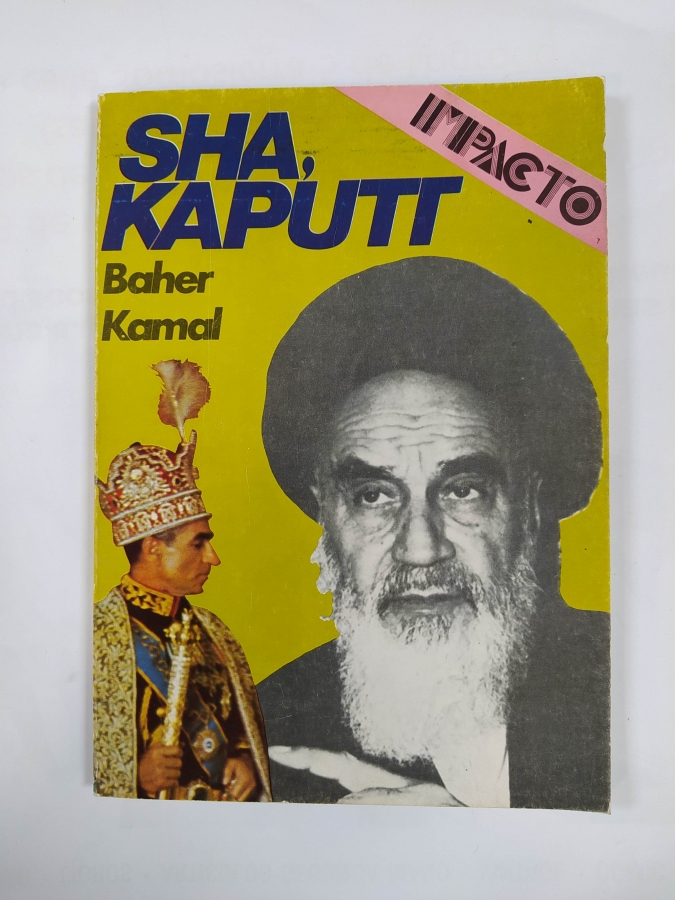 SHA,
KAPUTT
IMPACTO
Baher
Kamal